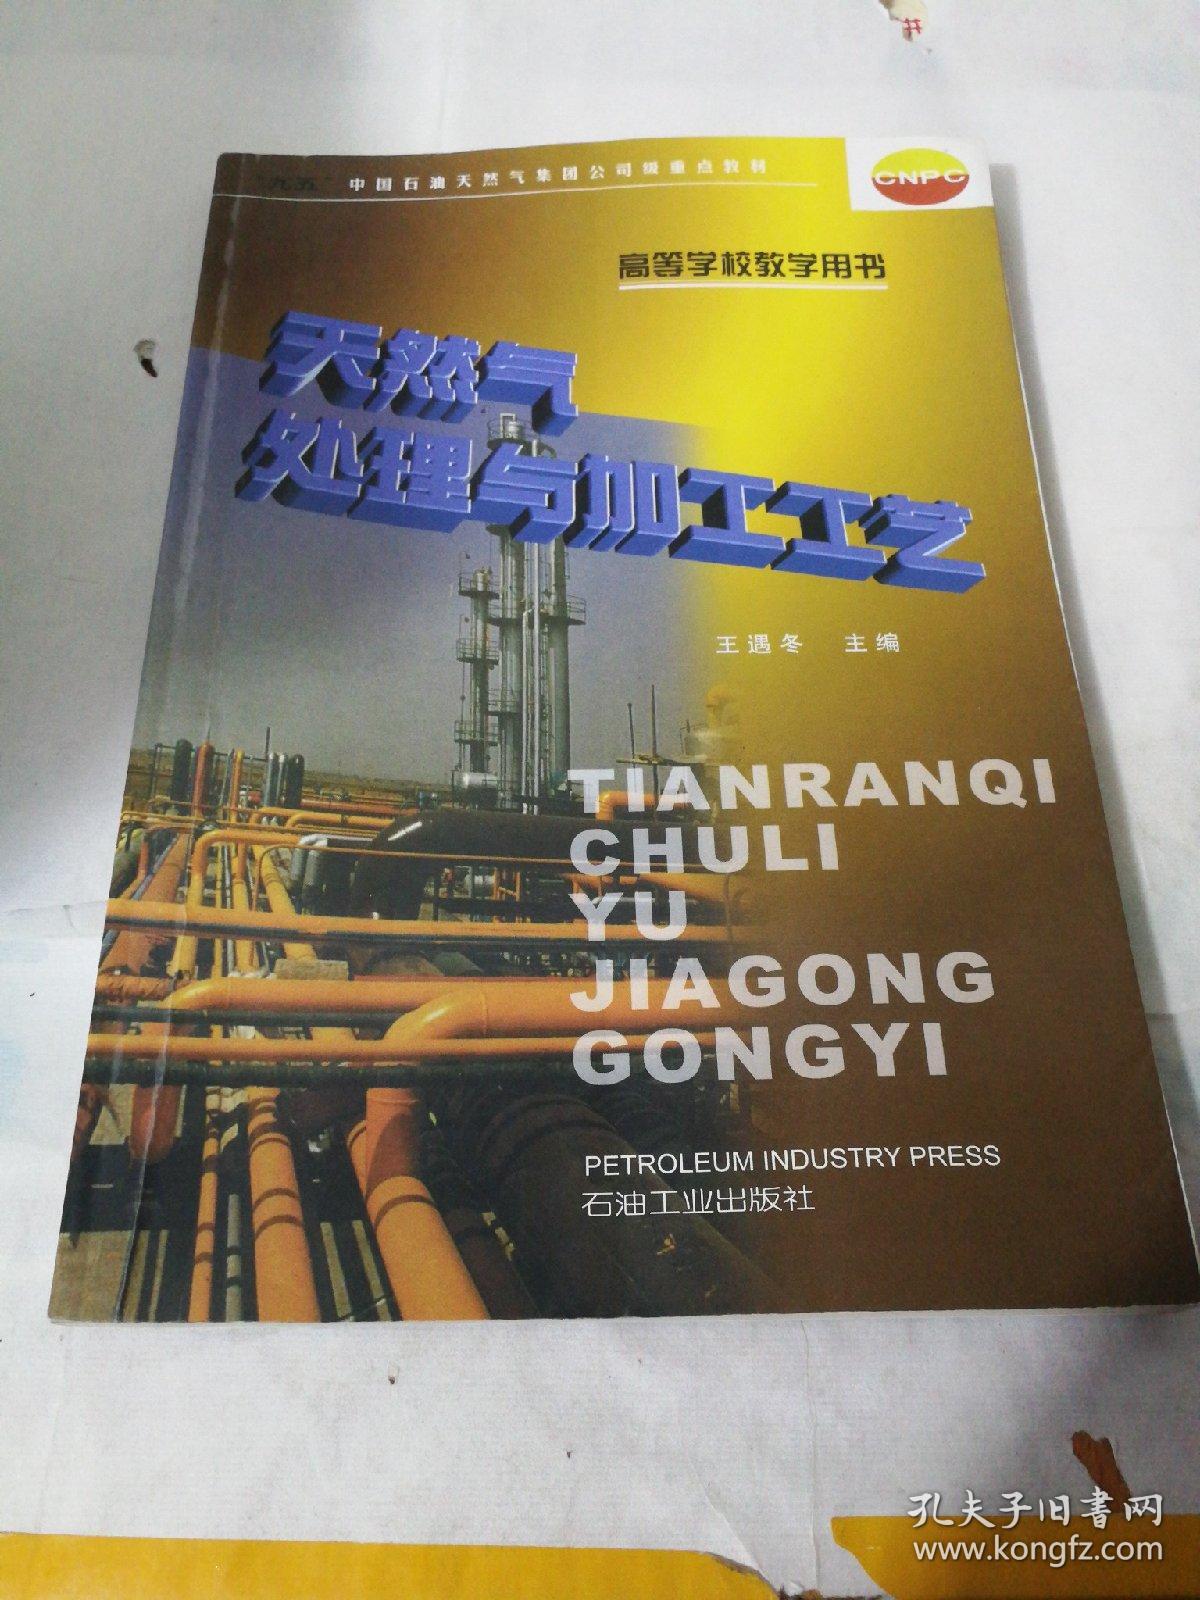 “九五”中国石油天然气集团公司级重点教材
CNPC
高等学校教学用书
天然气
处理与加工工艺
王遇冬 主编
TIANRANQI
CHULI
YU
JIAGONG
GONGYI
PETROLEUM INDUSTRY PRESS
石油工业出版社
孔夫子旧书网
www.kongfz.com